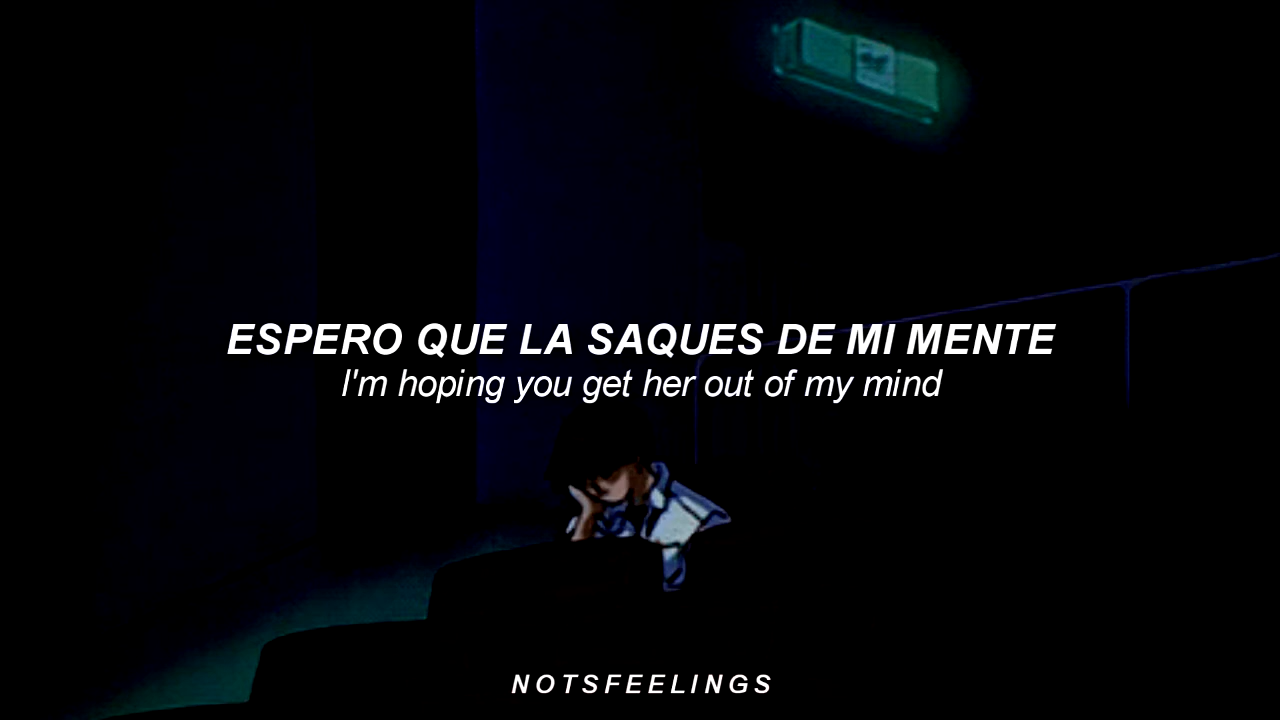 ESPERO QUE LA SAQUES DE MI MENTE
I'm hoping you get her out of my mind
NOTSFEELINGS